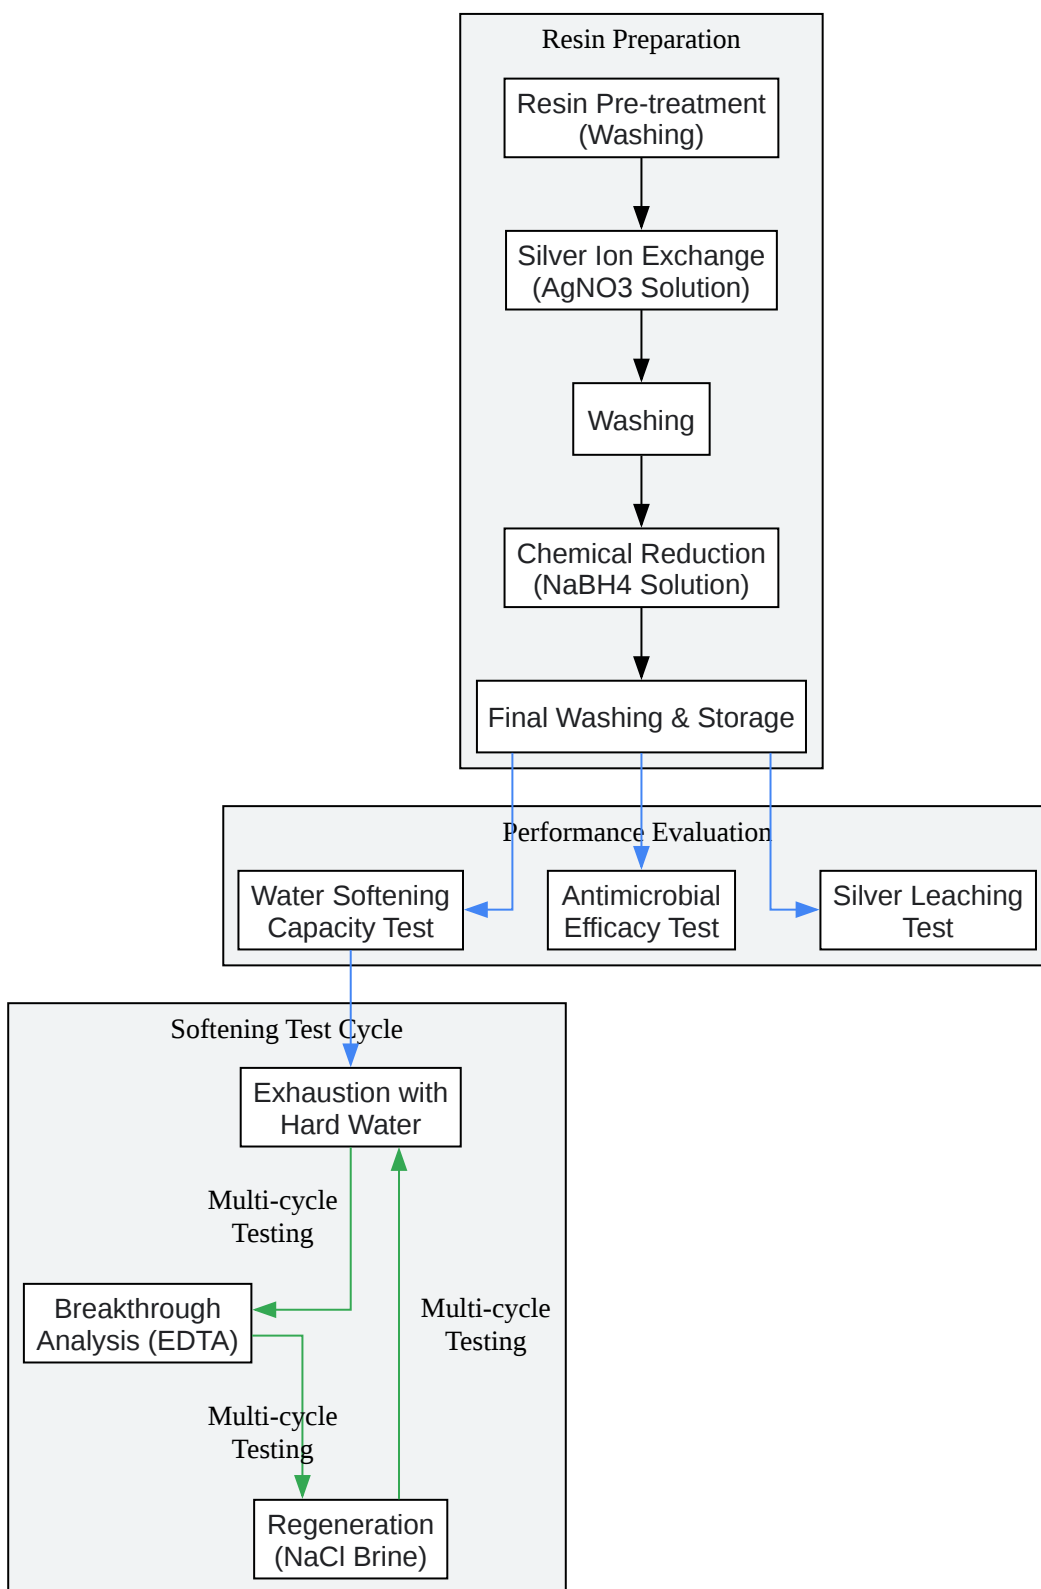 Resin Preparation
Resin Pre-treatment
(Washing)
Silver Ion Exchange
(AgNO3 Solution)
Washing
Chemical Reduction
(NaBH4 Solution)
Final Washing & Storage
Performance Evaluation
Water Softening
Capacity Test
Antimicrobial
Efficacy Test
Silver Leaching
Test
Softening Test Cycle
Exhaustion with
Hard Water
Multi-cycle
Testing
Breakthrough
Analysis (EDTA)
Multi-cycle
Testing
Multi-cycle
Testing
Regeneration
(NaCl Brine)